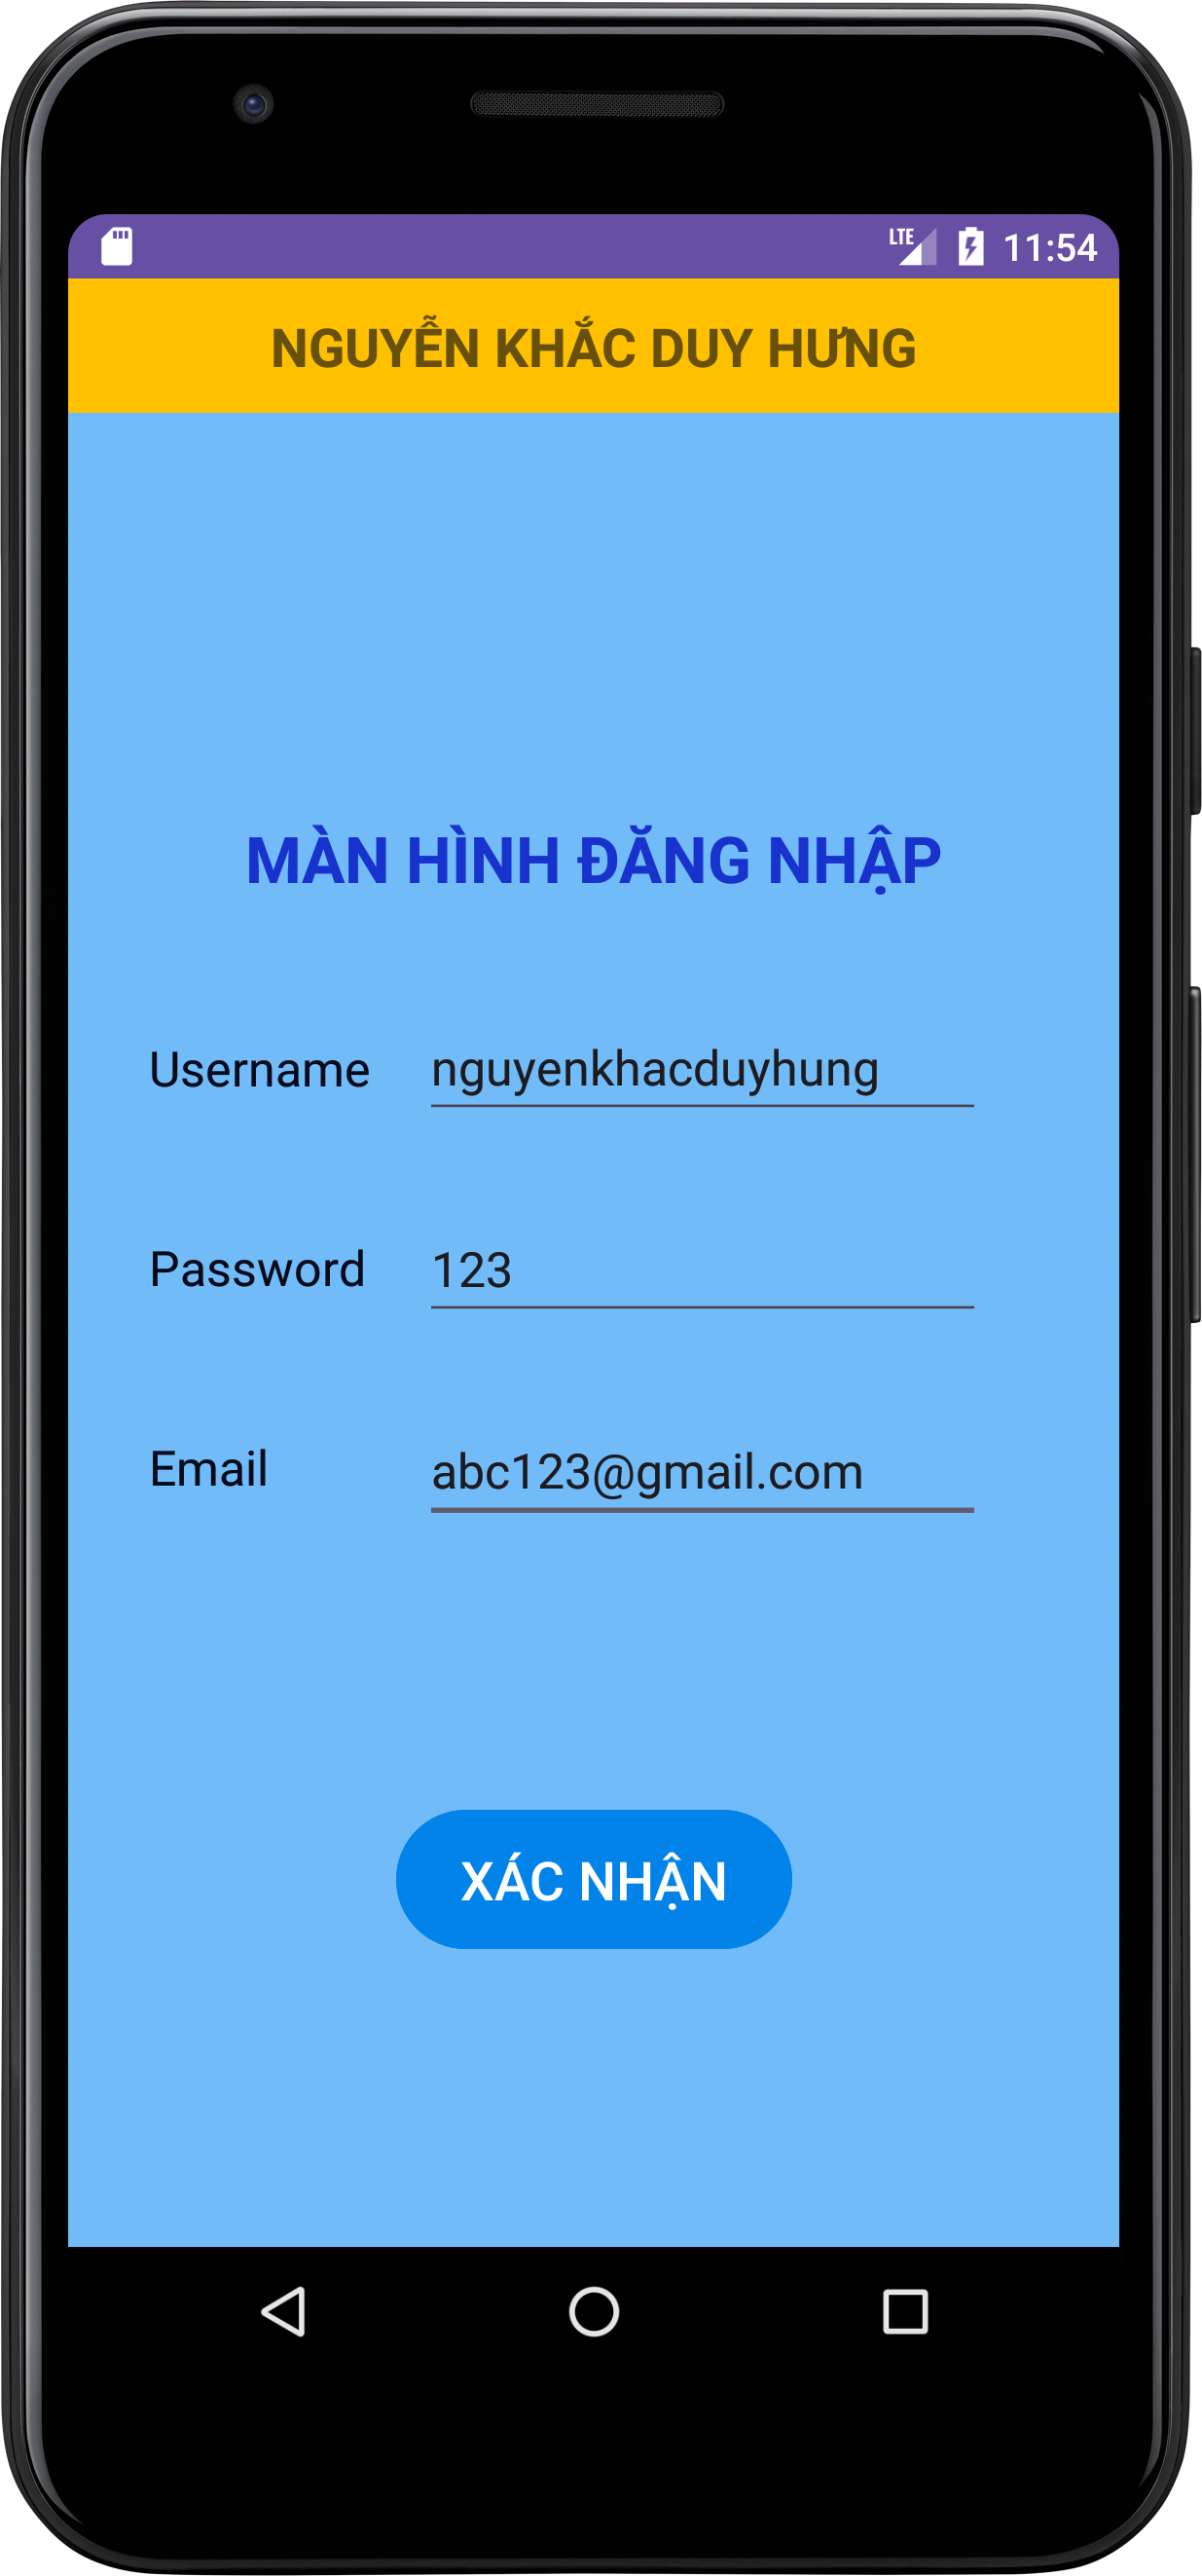 LTE 11:54
NGUYỄN KHẮC DUY HƯNG
MÀN HÌNH ĐĂNG NHẬP
Username nguyenkhacduyhung
Password 123
Email abc123@gmail.com
XÁC NHẬN